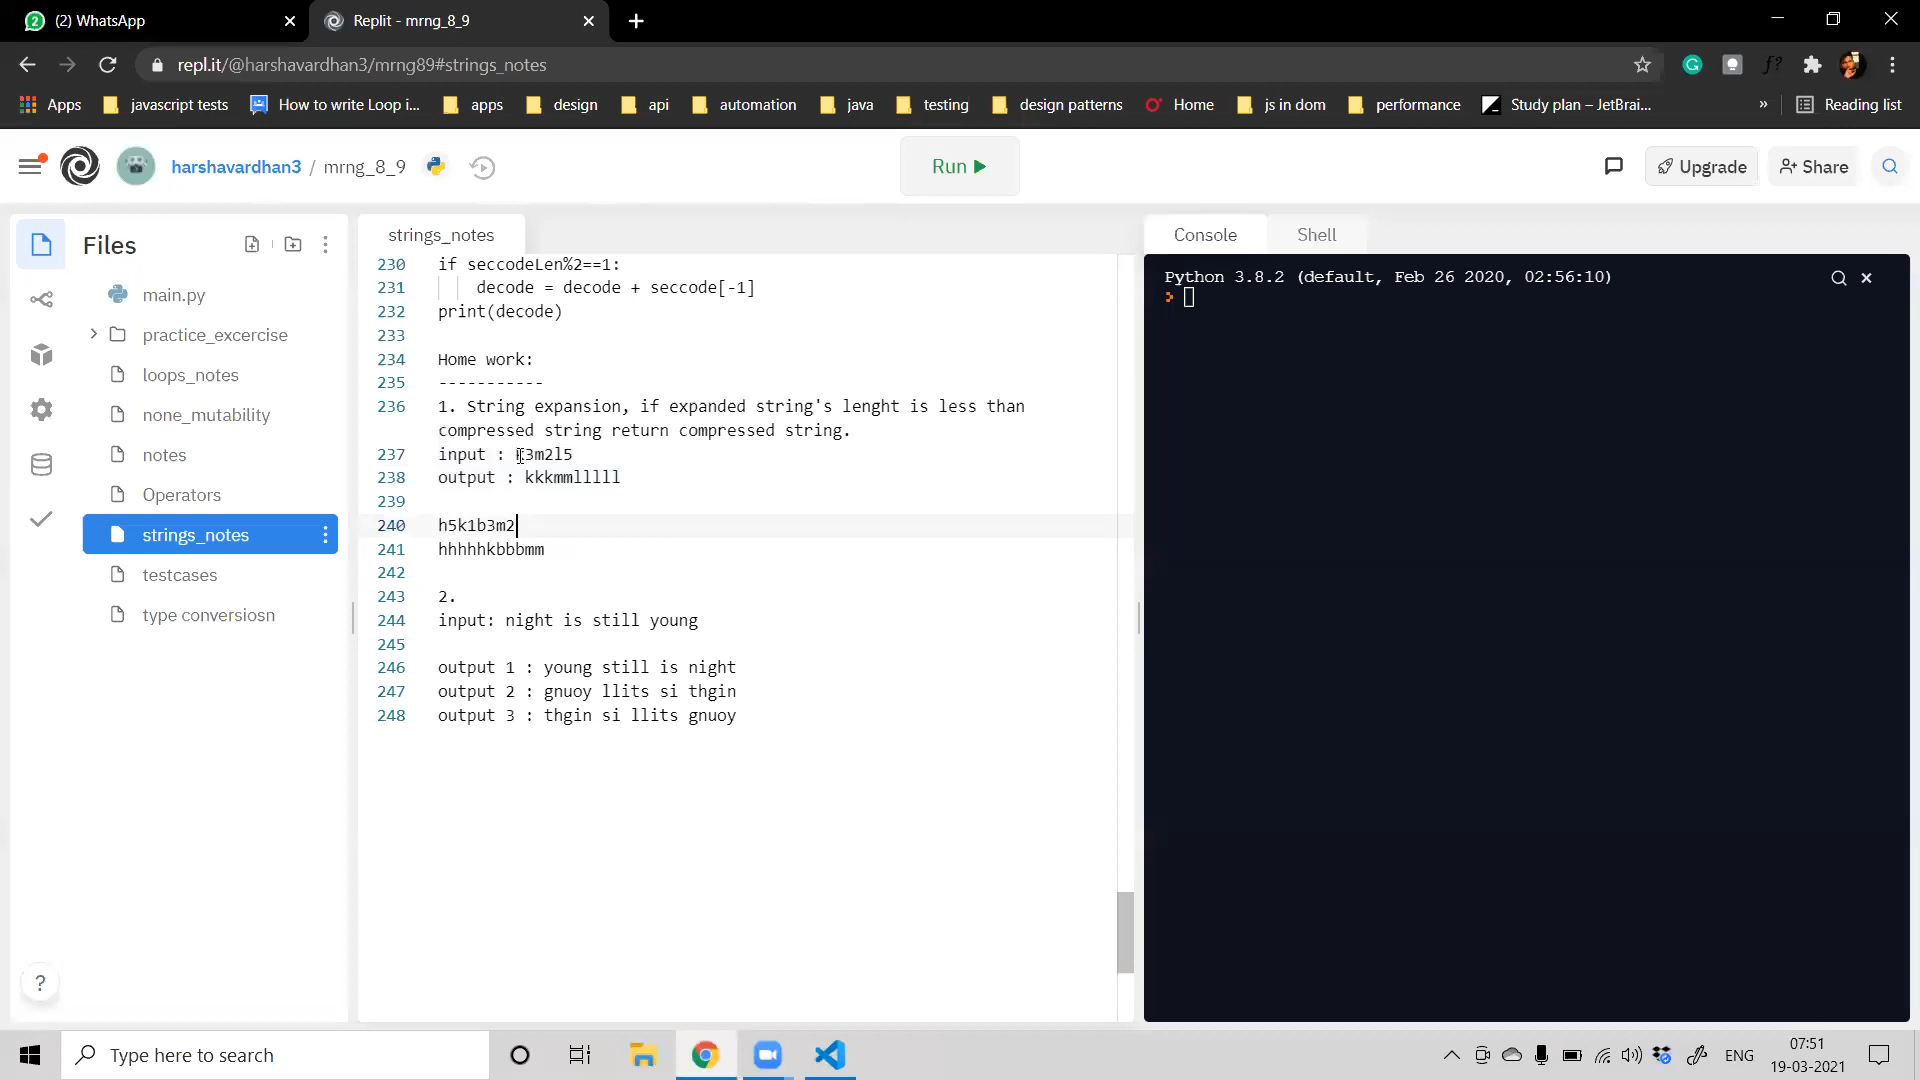 (2) WhatsApp
Replit - mrng_8_9
repl.it/@harshavardhan3/mrng89#strings_notes
Apps
javascript tests
How to write Loop i...
apps
design
api
automation
java
testing
design patterns
Home
js in dom
performance
Study plan – JetBrai...
»
Reading list
harshavardhan3 / mrng_8_9
Run
Upgrade
Share
Files
main.py
practice_excercise
loops_notes
none_mutability
notes
Operators
strings_notes
testcases
type conversiosn
?
strings_notes
230 if seccodeLen%2==1:
231 decode = decode + seccode[-1]
232 print(decode)
233
234 Home work:
235 -----------
236 1. String expansion, if expanded string's lenght is less than
compressed string return compressed string.
237 input : 3m2l5
238 output : kkkmmlllll
239
240 h5k1b3m2
241 hhhhhkbbbmm
242
243 2.
244 input: night is still young
245
246 output 1 : young still is night
247 output 2 : gnuoy llits si thgin
248 output 3 : thgin si llits gnuoy
Console
Shell
Python 3.8.2 (default, Feb 26 2020, 02:56:10)
Type here to search
ENG
07:51
19-03-2021